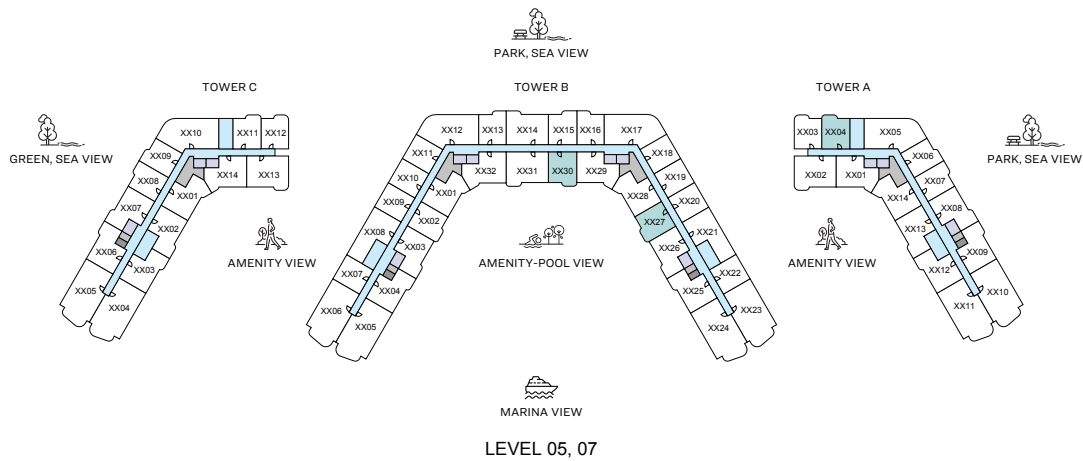 PARK, SEA VIEW
TOWER C
TOWER B
TOWER A
XX10
XX11
XX12
XX12
XX13
XX14
XX15
XX16
XX17
XX03
XX04
XX05
GREEN, SEA VIEW
PARK, SEA VIEW
XX09
XX14
XX13
XX11
XX32
XX31
XX30
XX29
XX18
XX02
XX01
XX06
XX08
XX01
XX10
XX01
XX28
XX19
XX14
XX07
XX07
XX02
XX09
XX02
XX27
XX20
XX13
XX08
XX06
XX03
XX08
XX03
XX26
XX21
XX12
XX09
AMENITY VIEW
AMENITY-POOL VIEW
AMENITY VIEW
XX05
XX04
XX07
XX04
XX25
XX22
XX11
XX10
XX06
XX05
XX24
XX23
MARINA VIEW
LEVEL 05, 07